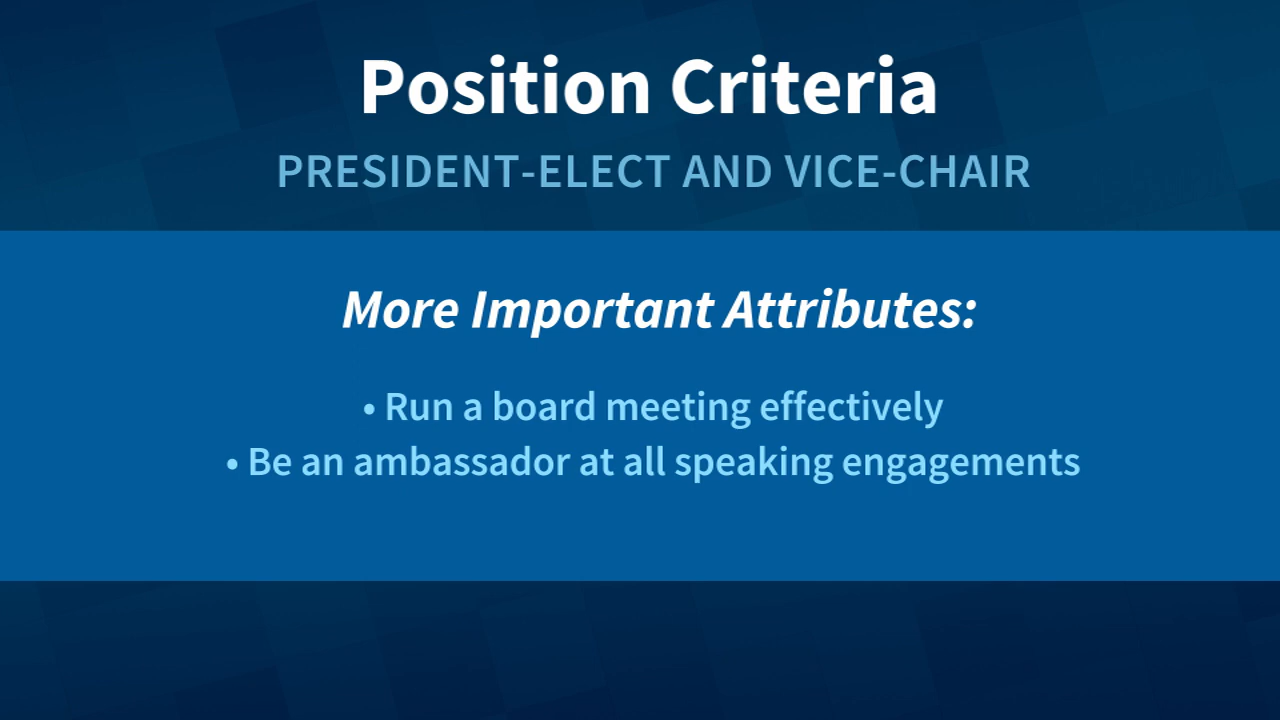 Position Criteria
PRESIDENT-ELECT AND VICE-CHAIR
More Important Attributes:
• Run a board meeting effectively
• Be an ambassador at all speaking engagements